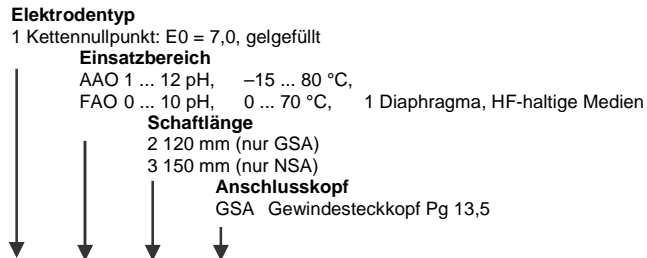 Elektrodentyp
1 Kettennullpunkt: E0 = 7,0, gelgefüllt
Einsatzbereich
AAO 1 ... 12 pH, –15 ... 80 °C,
FAO 0 ... 10 pH, 0 ... 70 °C, 1 Diaphragma, HF-haltige Medien
Schaftlänge
2 120 mm (nur GSA)
3 150 mm (nur NSA)
Anschlusskopf
GSA Gewindesteckkopf Pg 13,5